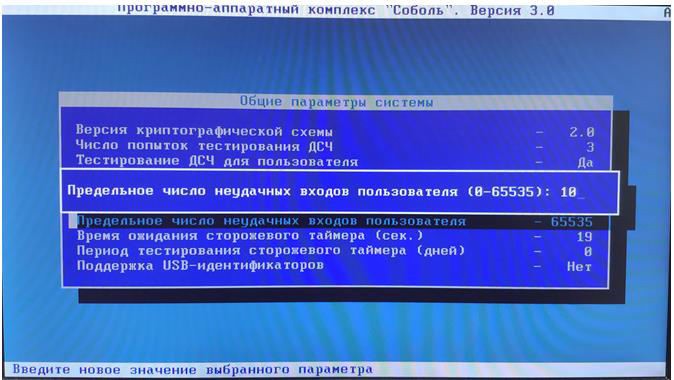 Программно-аппаратный комплекс "Соболь". Версия 3.0
Общие параметры системы
Версия криптографической схемы - 2.0
Число попыток тестирования ДСЧ - 3
Тестирование ДСЧ для пользователя - Да
Предельное число неудачных входов пользователя (0-65535): 10_
Предельное число неудачных входов пользователя - 65535
Время ожидания сторожевого таймера (сек.) - 19
Период тестирования сторожевого таймера (дней) - 0
Поддержка USB-идентификаторов - Нет
Введите новое значение выбранного параметра